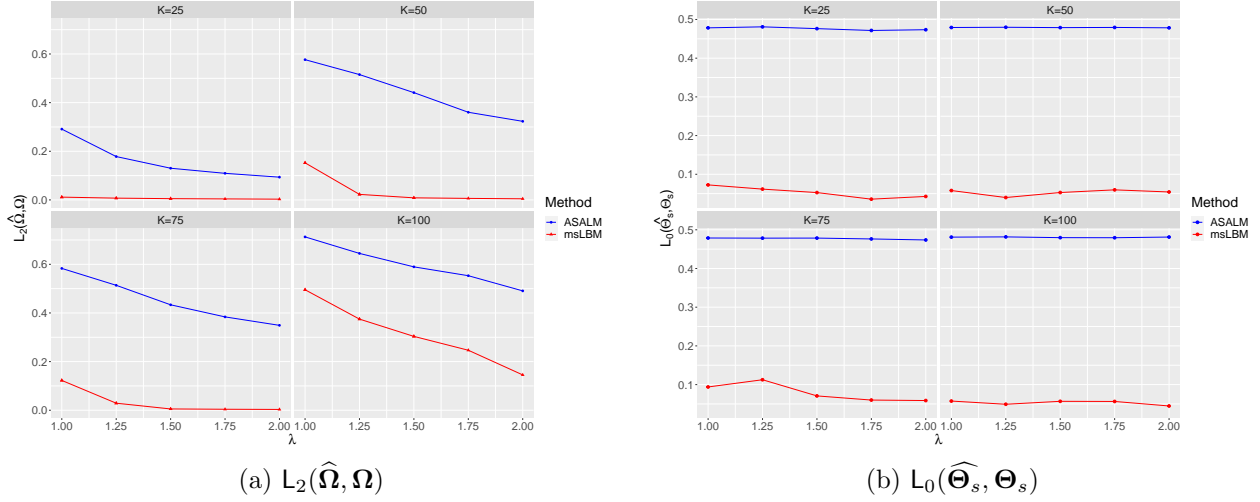 K=25 K=50
0.6
0.4
0.2
0.0
K=75 K=100
0.6
0.4
0.2
0.0
1.00 1.25 1.50 1.75 2.00 1.00 1.25 1.50 1.75 2.00
λ
L₂(Ω̂,Ω)
Method
ASALM
msLBM
(a) L₂(Ω̂, Ω)
K=25 K=50
0.5
0.4
0.3
0.2
0.1
K=75 K=100
0.5
0.4
0.3
0.2
0.1
1.00 1.25 1.50 1.75 2.00 1.00 1.25 1.50 1.75 2.00
λ
L₀(Θ̂ₛ,Θₛ)
Method
ASALM
msLBM
(b) L₀(Θ̂ₛ, Θₛ)